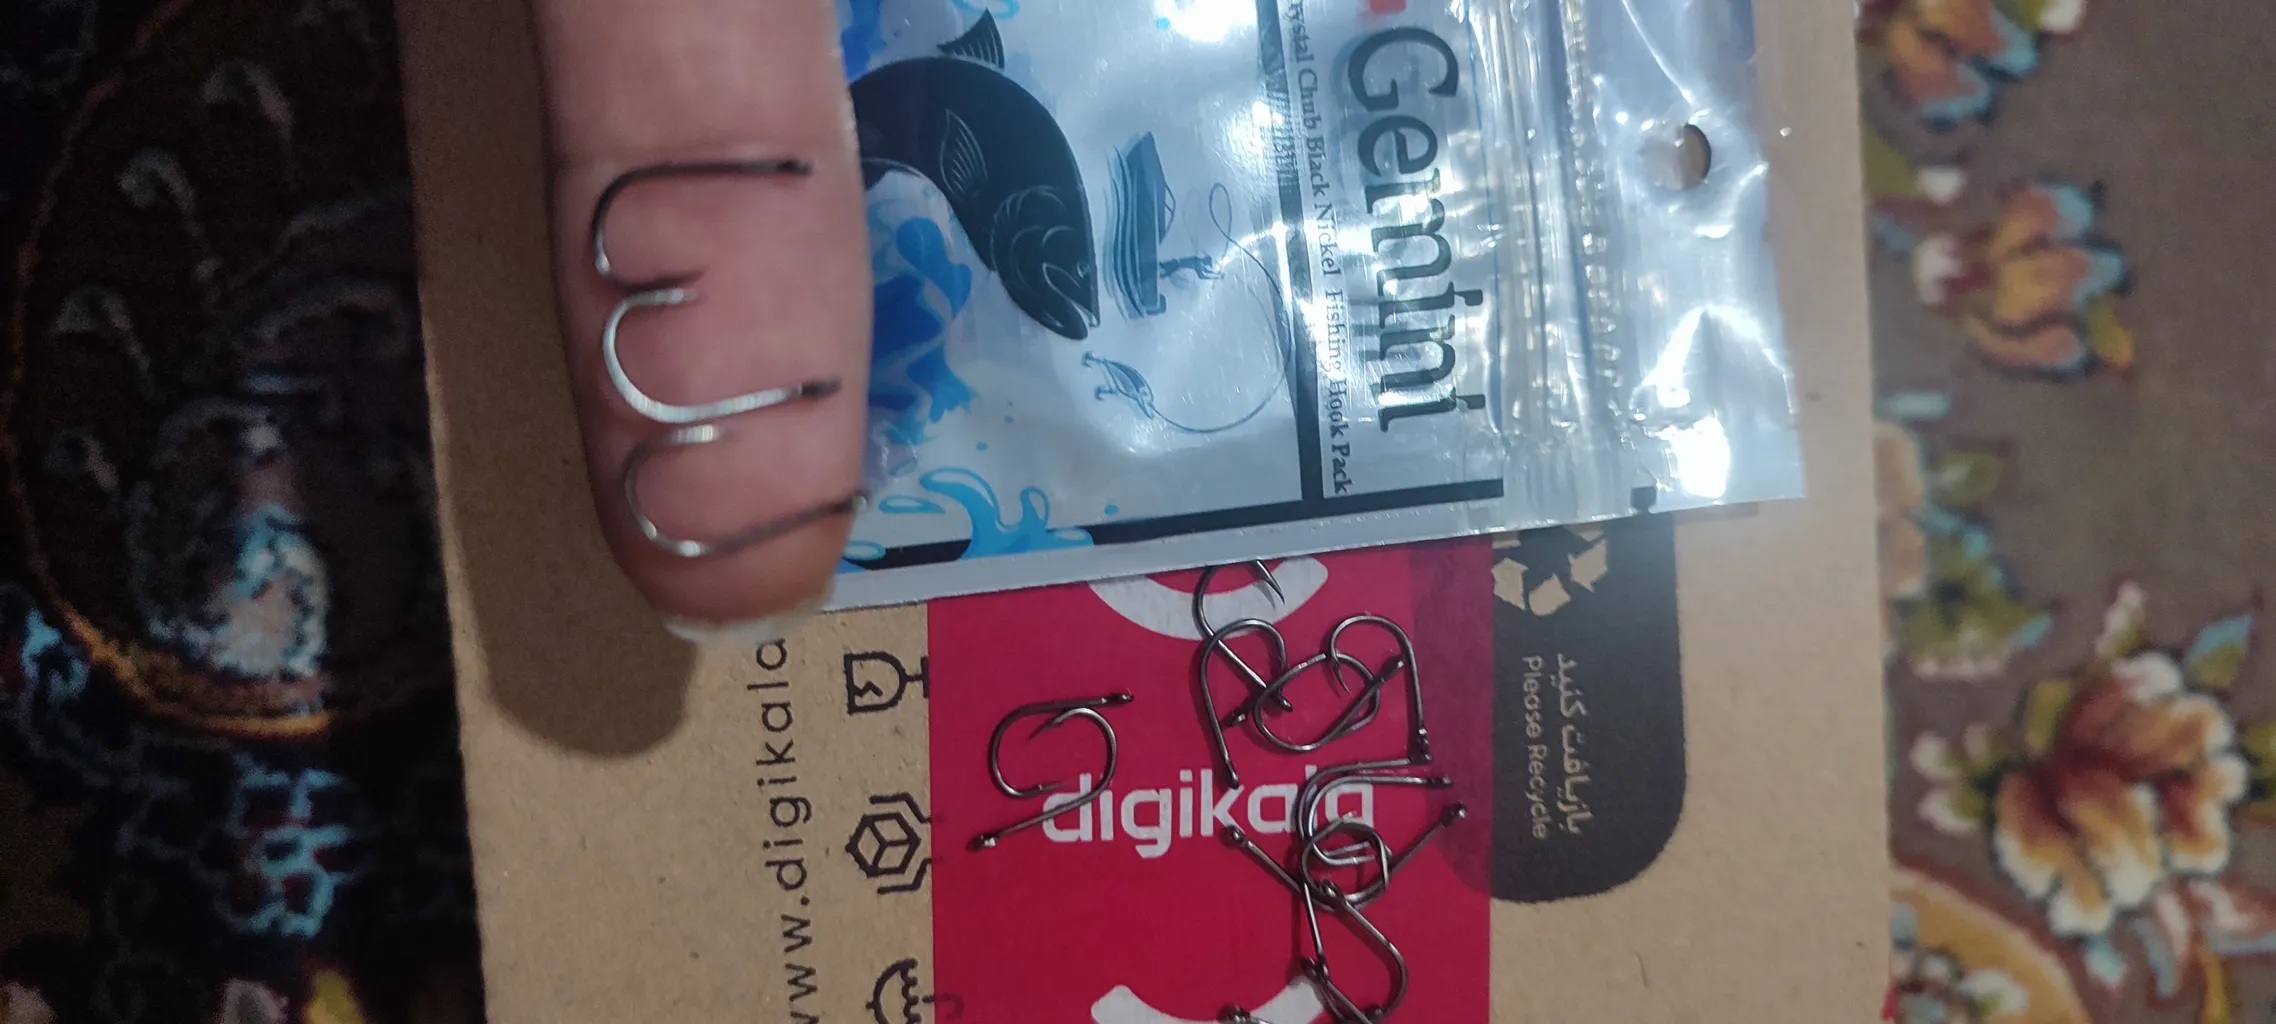 Gemini
Crystal Chub Black Nickel Fishing Hook Pack
بازیافت کنید
Please Recycle
digikala
www.digikala